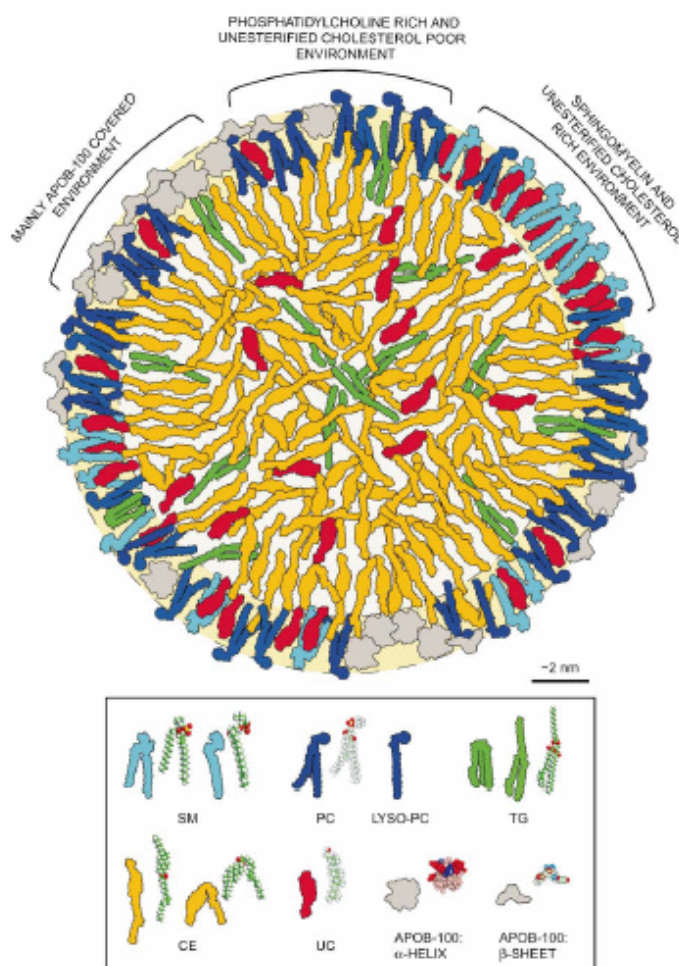 PHOSPHATIDYLCHOLINE RICH AND
UNESTERIFIED CHOLESTEROL POOR
ENVIRONMENT
MAINLY APOB-100 COVERED
ENVIRONMENT
SPHINGOMYELIN AND
UNESTERIFIED CHOLESTEROL
RICH ENVIRONMENT
~2 nm
SM
PC
LYSO-PC
TG
CE
UC
APOB-100:
α-HELIX
APOB-100:
β-SHEET